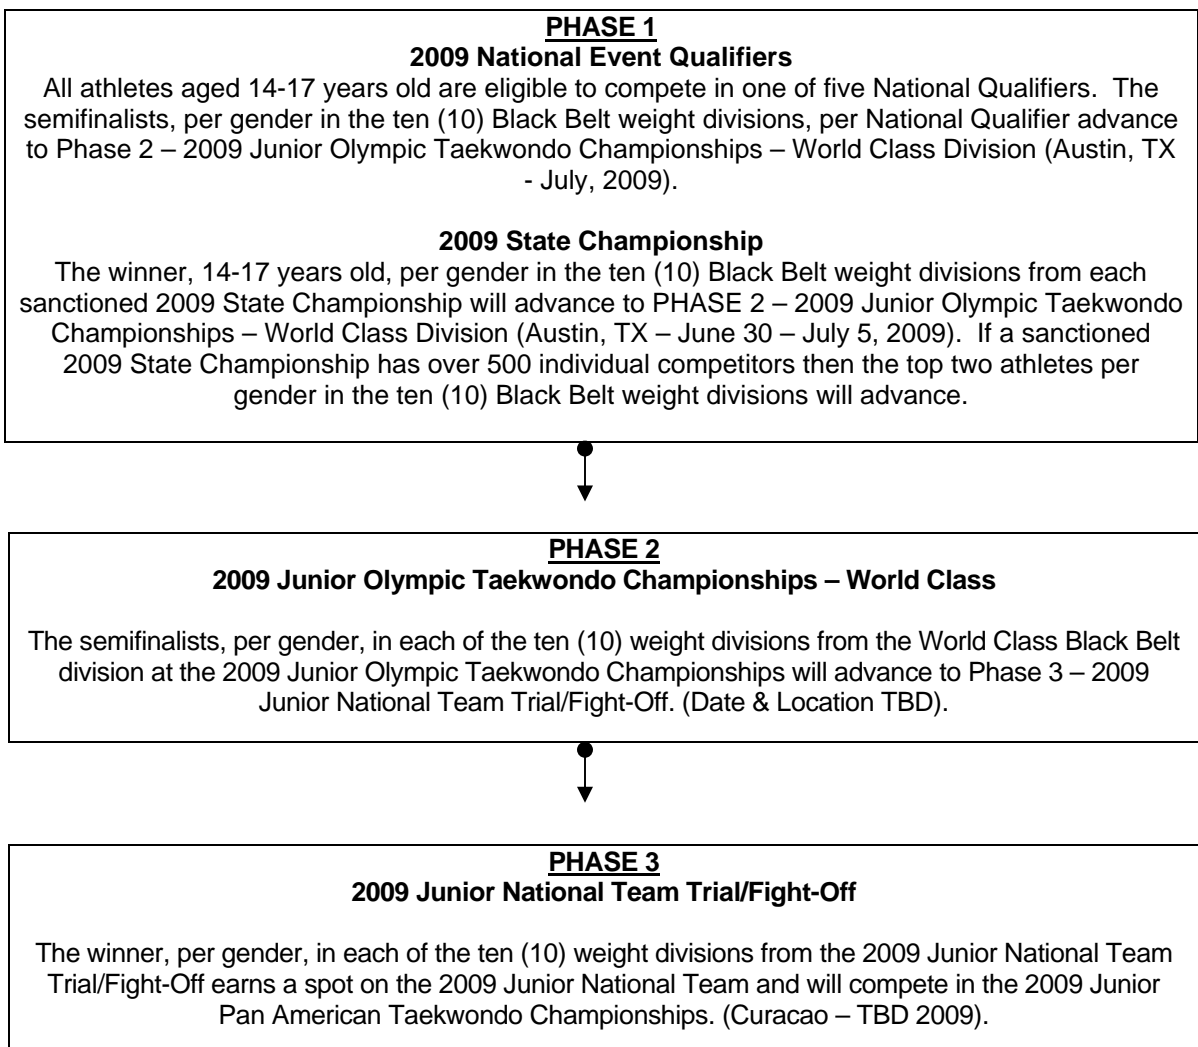 PHASE 1
2009 National Event Qualifiers
All athletes aged 14-17 years old are eligible to compete in one of five National Qualifiers.  The
semifinalists, per gender in the ten (10) Black Belt weight divisions, per National Qualifier advance
to Phase 2 – 2009 Junior Olympic Taekwondo Championships – World Class Division (Austin, TX
- July, 2009).
2009 State Championship
The winner, 14-17 years old, per gender in the ten (10) Black Belt weight divisions from each
sanctioned 2009 State Championship will advance to PHASE 2 – 2009 Junior Olympic Taekwondo
Championships – World Class Division (Austin, TX – June 30 – July 5, 2009).  If a sanctioned
2009 State Championship has over 500 individual competitors then the top two athletes per
gender in the ten (10) Black Belt weight divisions will advance.
PHASE 2
2009 Junior Olympic Taekwondo Championships – World Class
The semifinalists, per gender, in each of the ten (10) weight divisions from the World Class Black Belt
division at the 2009 Junior Olympic Taekwondo Championships will advance to Phase 3 – 2009
Junior National Team Trial/Fight-Off. (Date & Location TBD).
PHASE 3
2009 Junior National Team Trial/Fight-Off
The winner, per gender, in each of the ten (10) weight divisions from the 2009 Junior National Team
Trial/Fight-Off earns a spot on the 2009 Junior National Team and will compete in the 2009 Junior
Pan American Taekwondo Championships. (Curacao – TBD 2009).